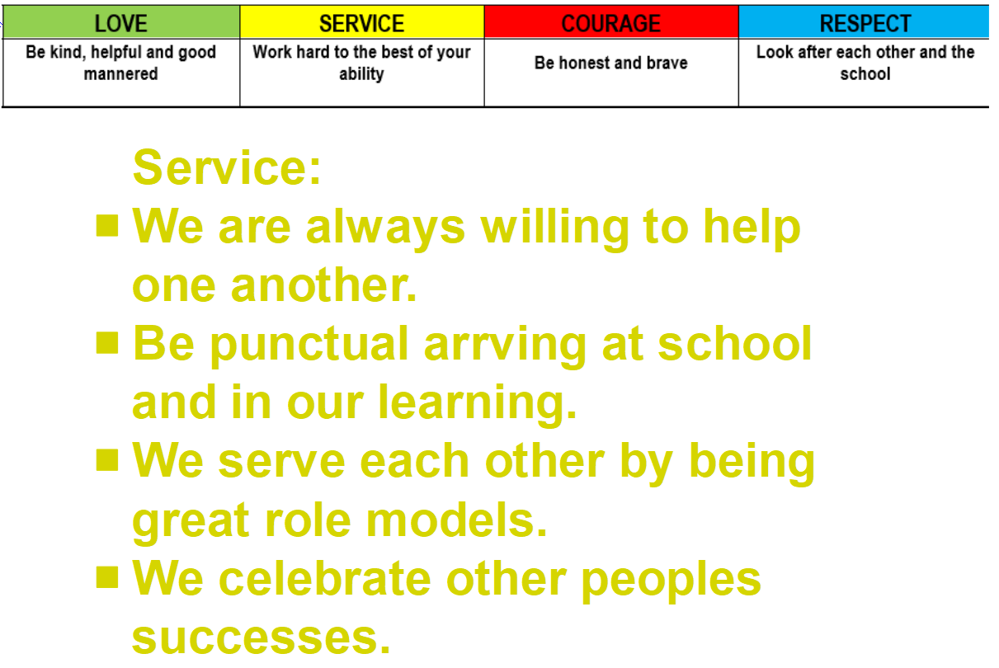 LOVE SERVICE COURAGE RESPECT
Be kind, helpful and good mannered
Work hard to the best of your ability
Be honest and brave
Look after each other and the school
Service:
■ We are always willing to help
one another.
■ Be punctual arrving at school
and in our learning.
■ We serve each other by being
great role models.
■ We celebrate other peoples
successes.